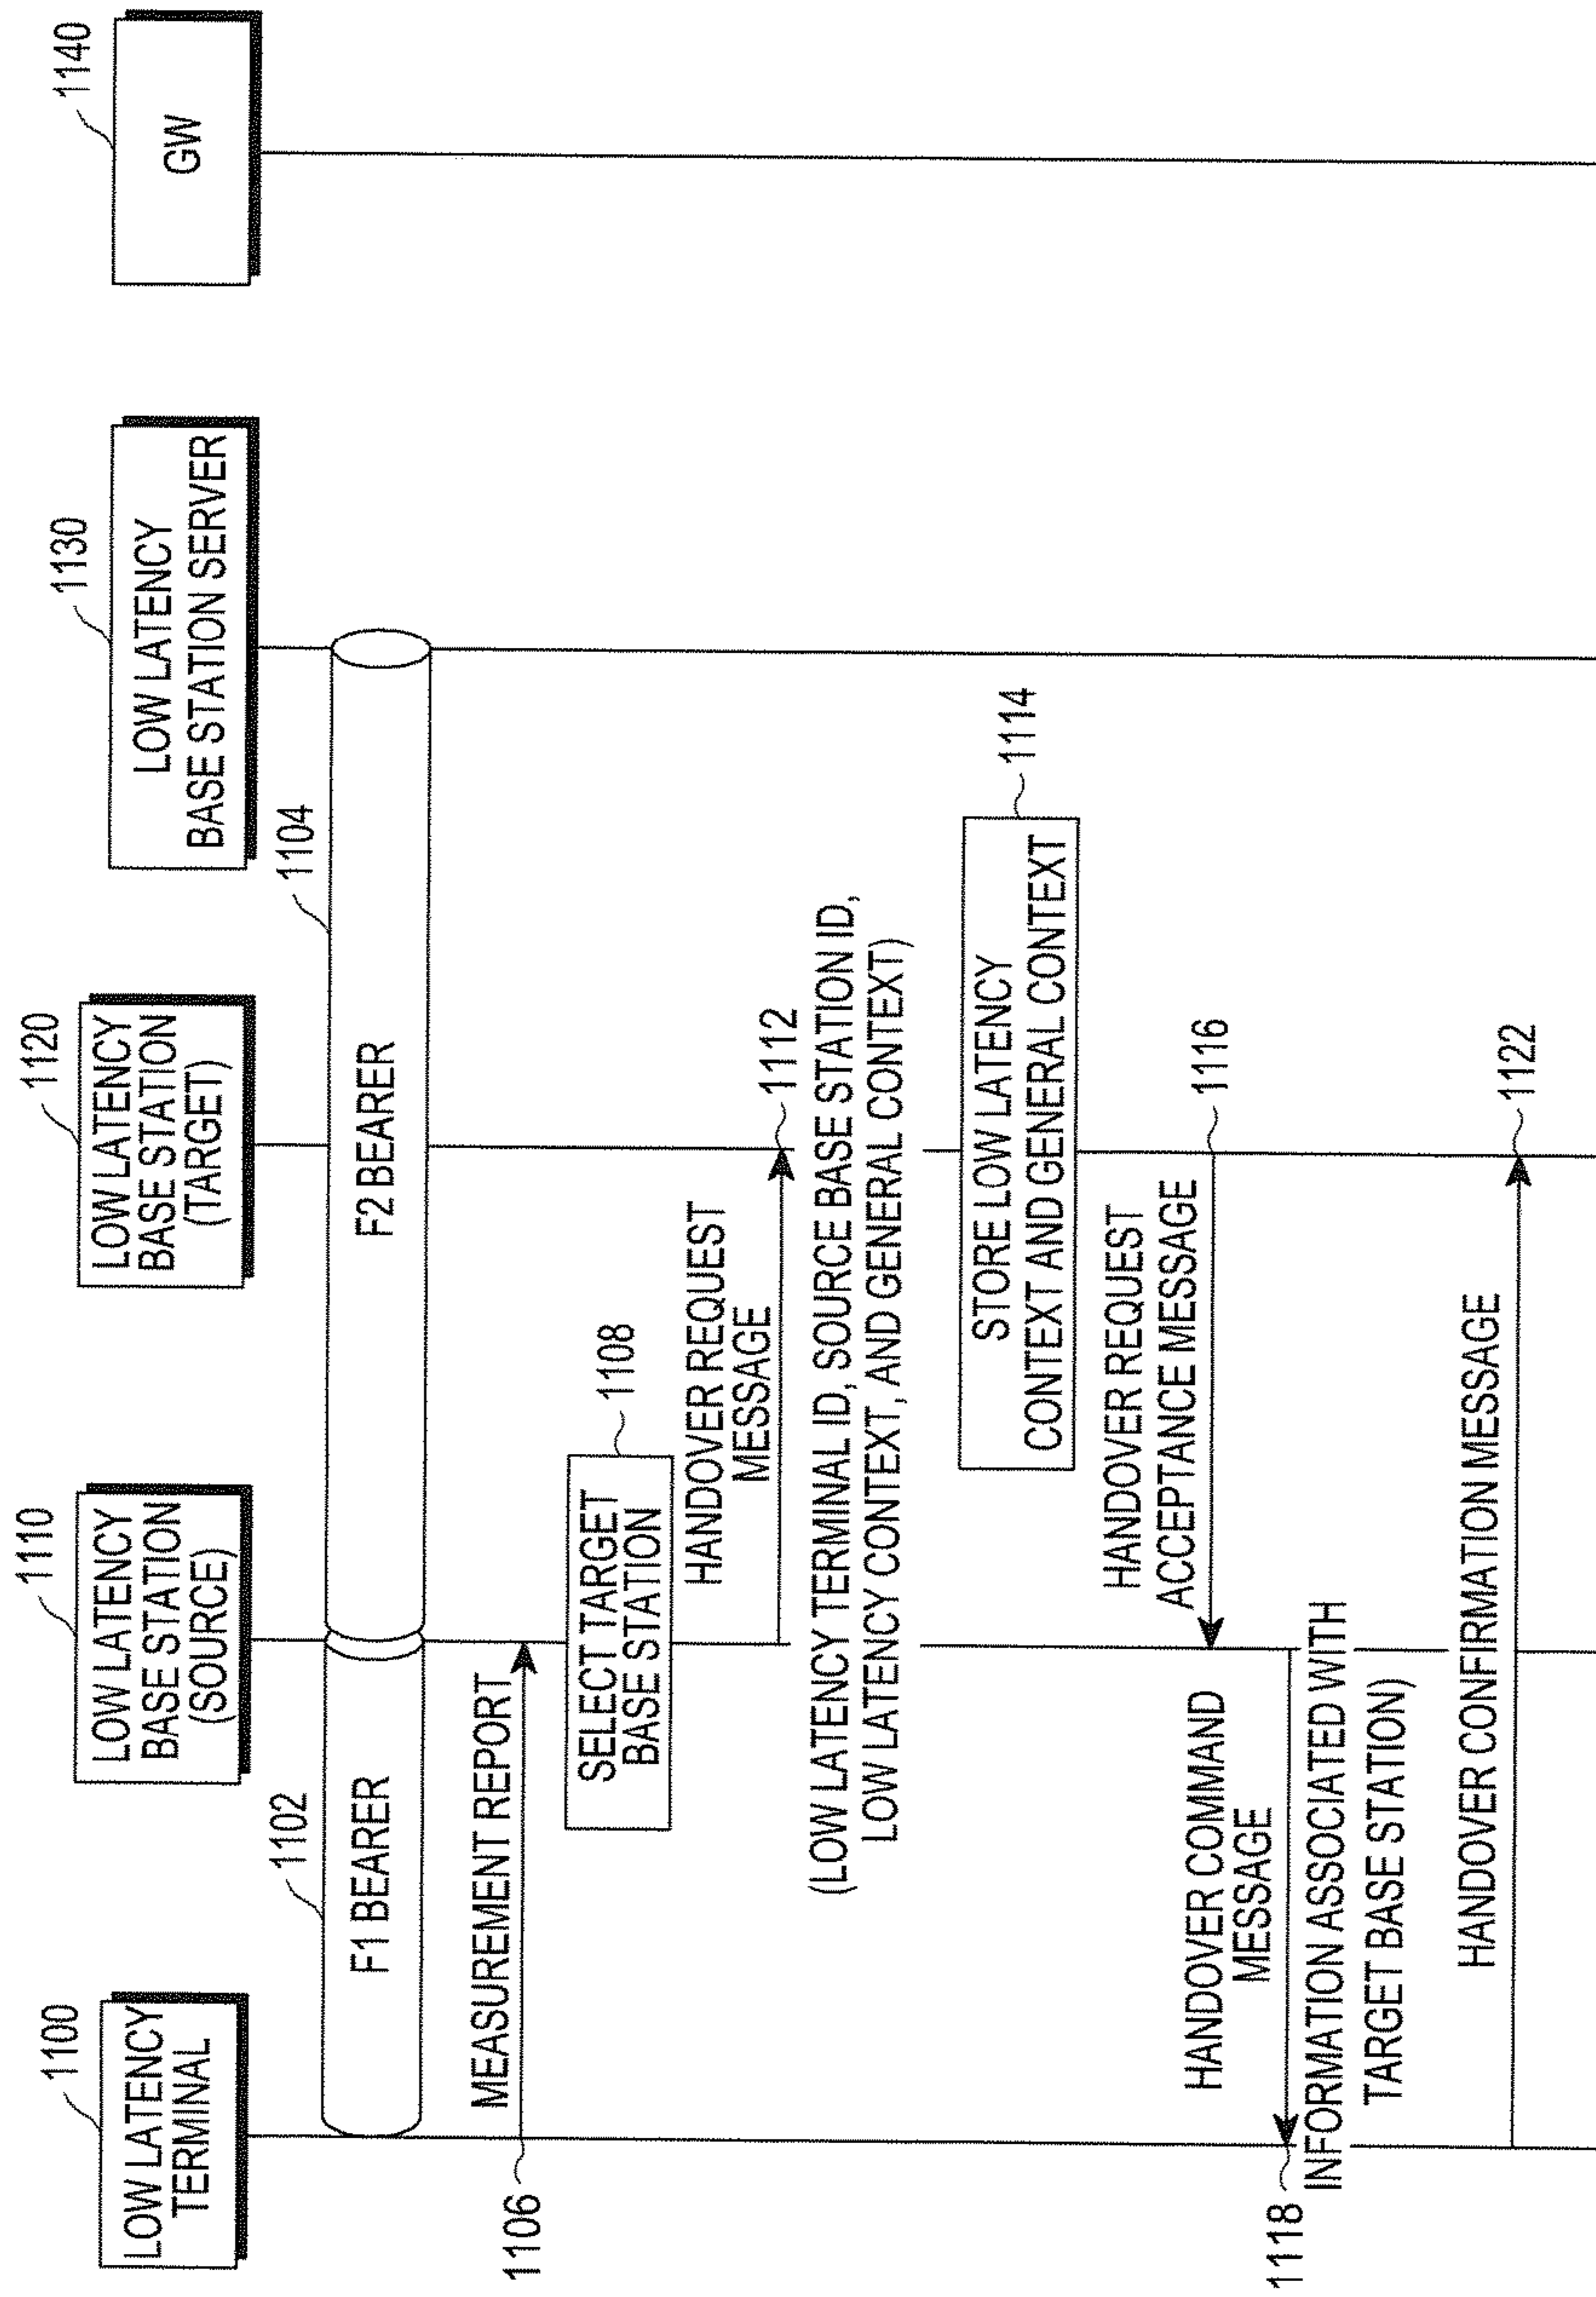 1100
LOW LATENCY
TERMINAL
1110
LOW LATENCY
BASE STATION
(SOURCE)
1120
LOW LATENCY
BASE STATION
(TARGET)
1130
LOW LATENCY
BASE STATION SERVER
1140
GW
1102
F1 BEARER
1104
F2 BEARER
1106
MEASUREMENT REPORT
SELECT TARGET
BASE STATION
1108
HANDOVER REQUEST
MESSAGE
1112
(LOW LATENCY TERMINAL ID, SOURCE BASE STATION ID,
LOW LATENCY CONTEXT, AND GENERAL CONTEXT)
STORE LOW LATENCY
CONTEXT AND GENERAL CONTEXT
1114
HANDOVER REQUEST
ACCEPTANCE MESSAGE
1116
HANDOVER COMMAND
MESSAGE
1118
INFORMATION ASSOCIATED WITH
TARGET BASE STATION)
HANDOVER CONFIRMATION MESSAGE
1122